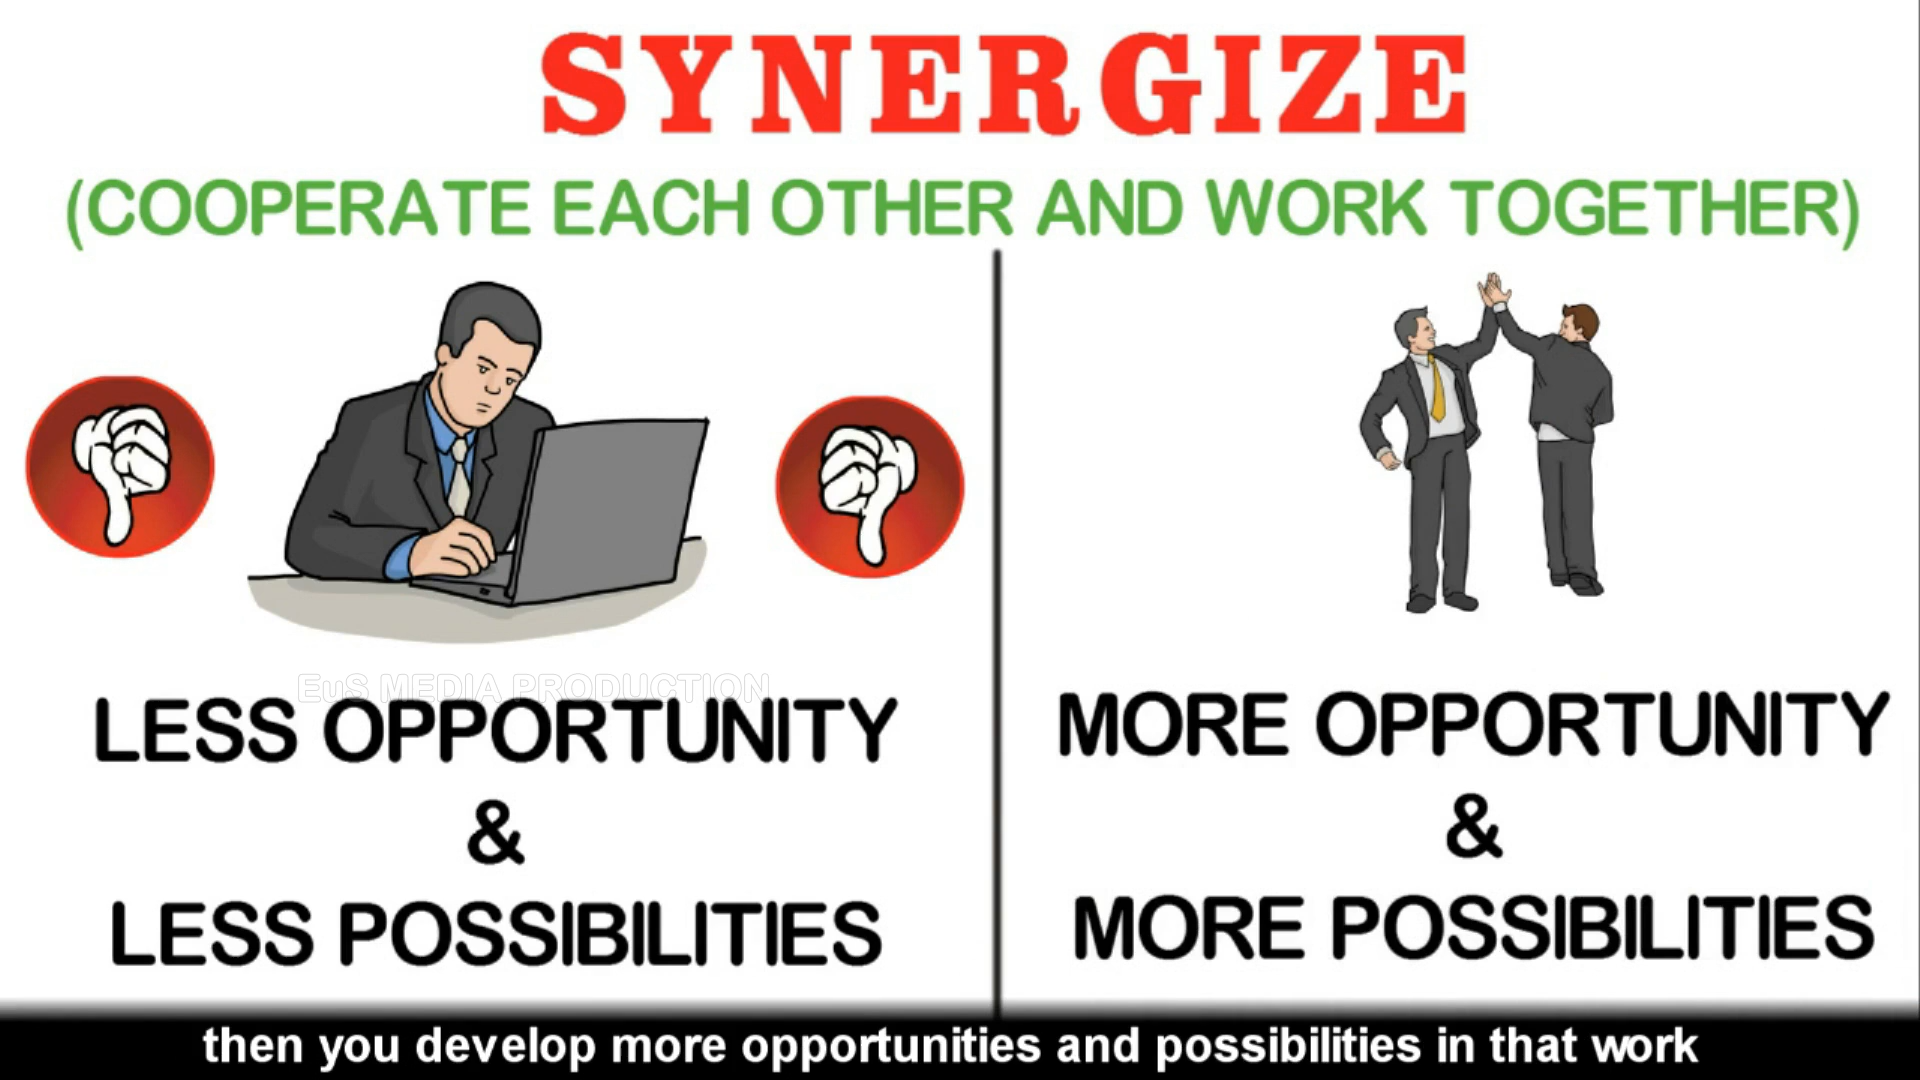 SYNERGIZE
(COOPERATE EACH OTHER AND WORK TOGETHER)
EuS MEDIA PRODUCTION
LESS OPPORTUNITY
&
LESS POSSIBILITIES
MORE OPPORTUNITY
&
MORE POSSIBILITIES
then you develop more opportunities and possibilities in that work